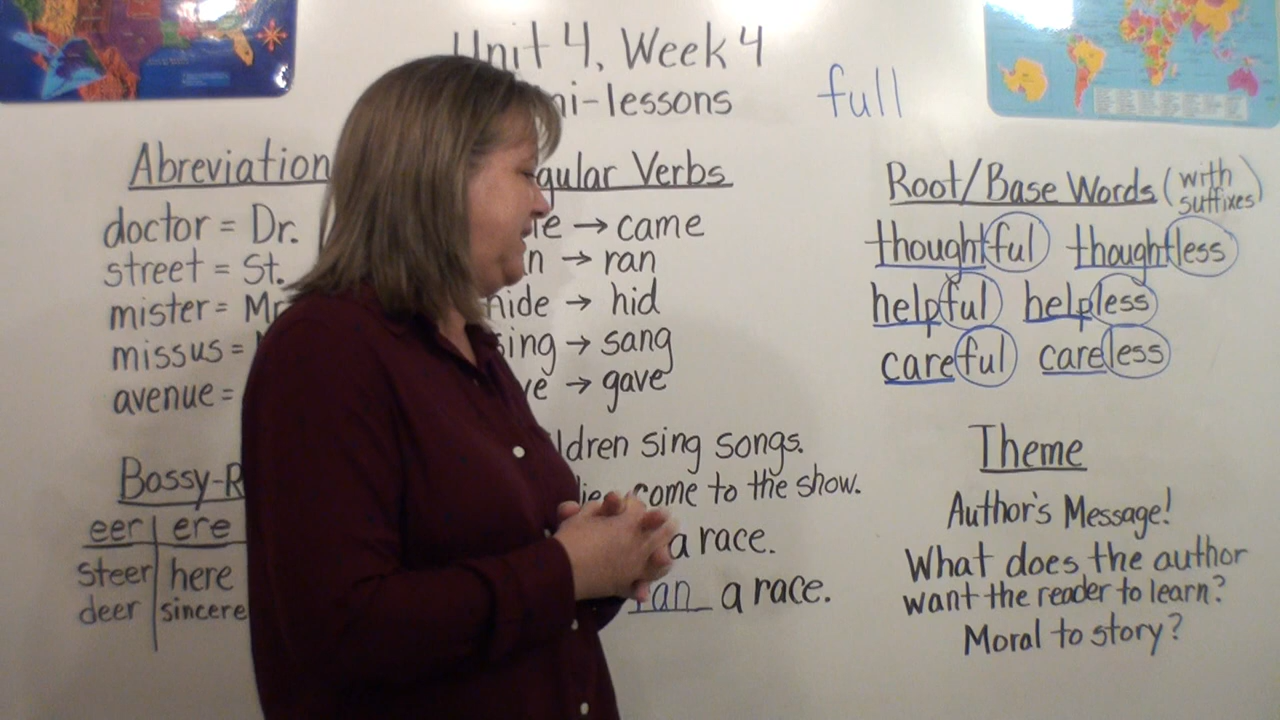 Unit 4, Week 4
ni-lessons
full
Abreviation
doctor = Dr.
street = St.
mister = Mr
missus =
avenue =
Bossy-R
eer | ere
steer | here
deer | sincere
gular Verbs
→ came
→ ran
hide → hid
sing → sang
→ gave
ldren sing songs.
come to the show.
a race.
ran a race.
Root/Base Words (with suffixes)
thoughtful thoughtless
helpful helpless
careful careless
Theme
Author's Message!
What does the author
want the reader to learn?
Moral to story?